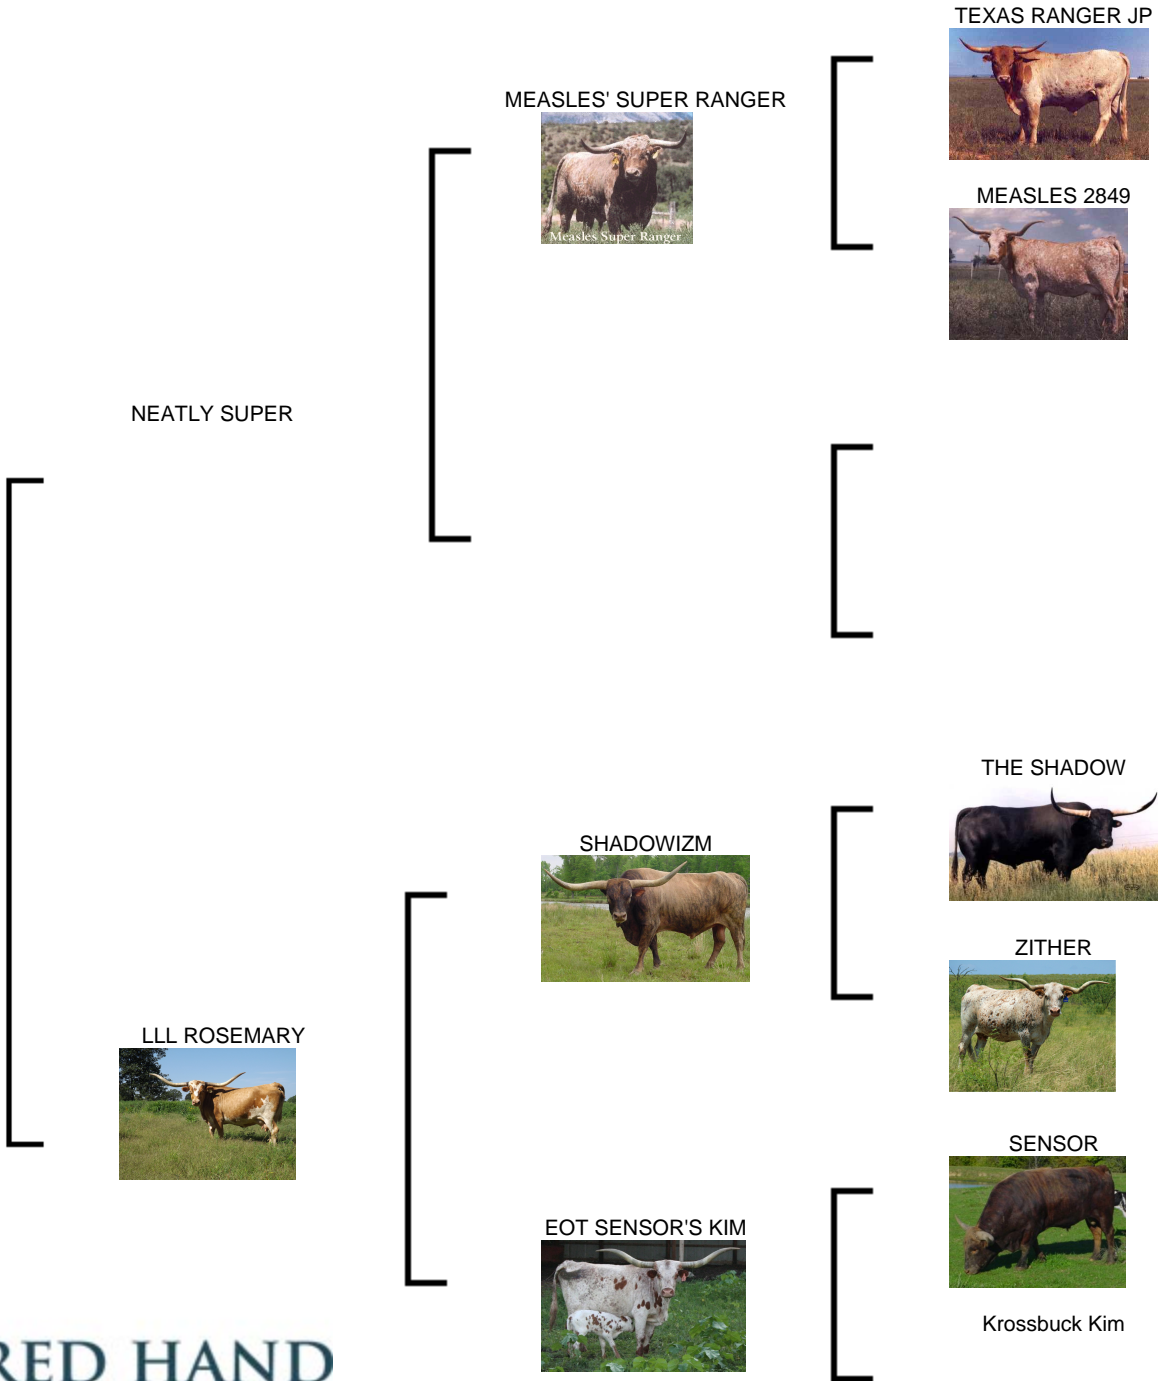 TEXAS RANGER JP
MEASLES' SUPER RANGER
Measles Super Ranger
MEASLES 2849
NEATLY SUPER
THE SHADOW
SHADOWIZM
ZITHER
LLL ROSEMARY
SENSOR
EOT SENSOR'S KIM
Krossbuck Kim
RED HAND